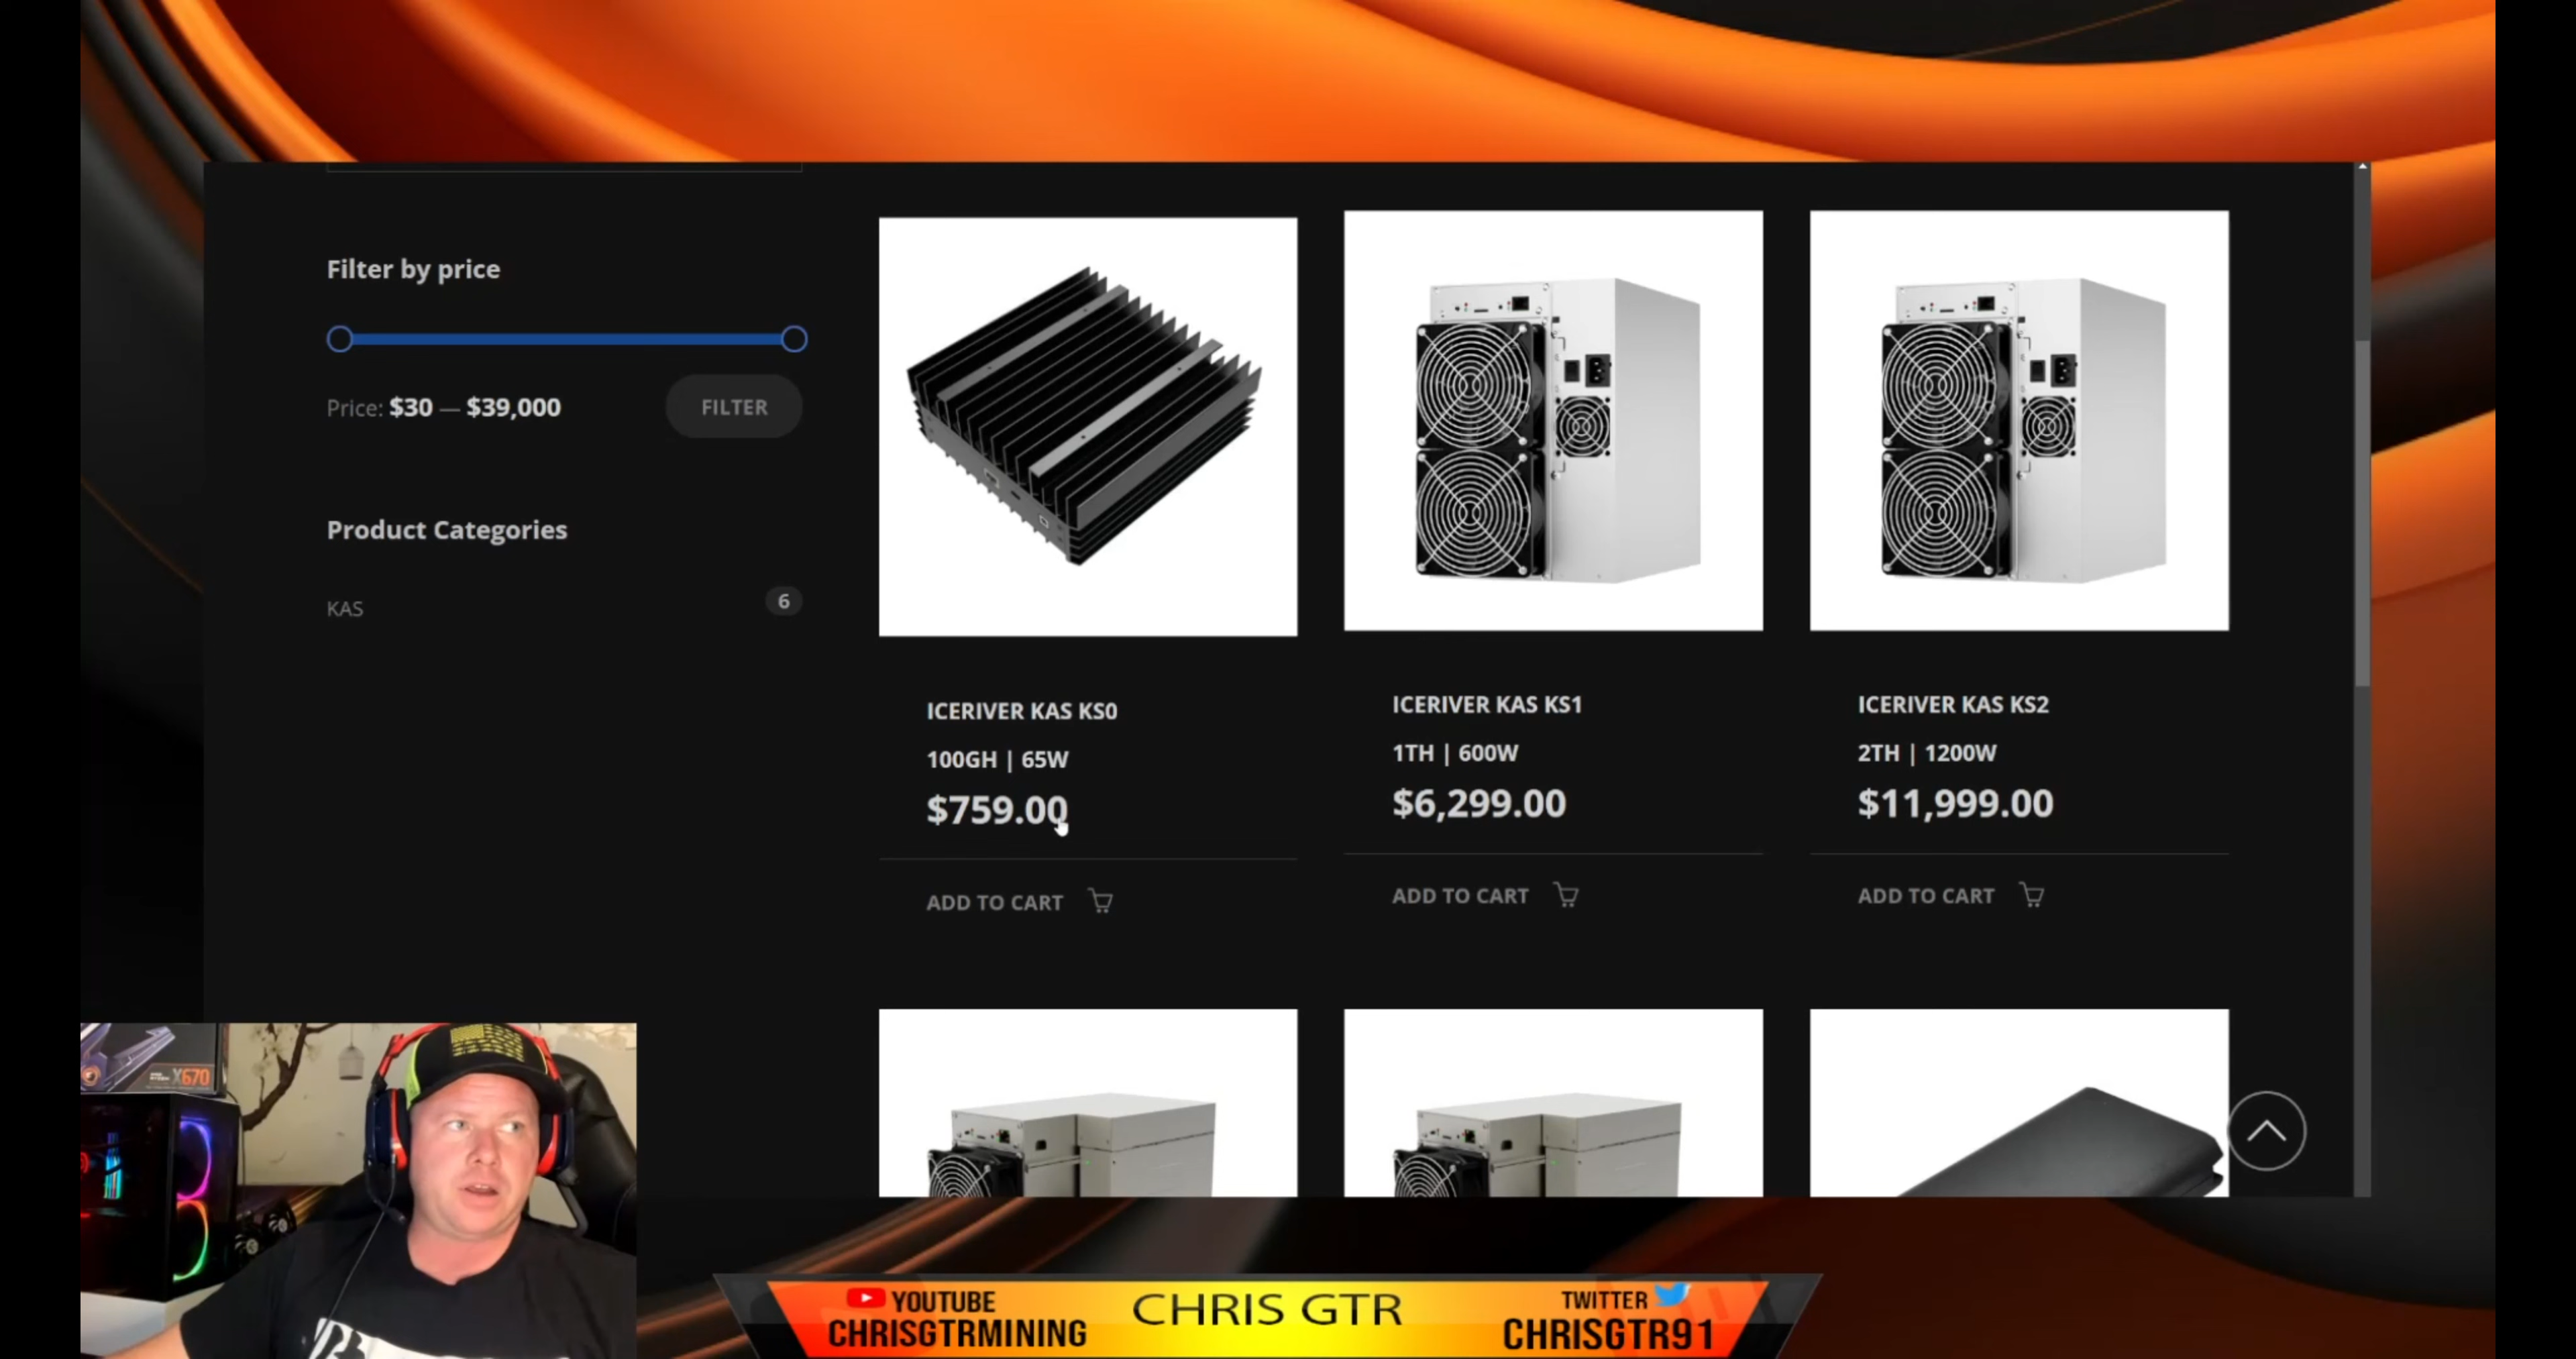 Filter by price
Price: $30 — $39,000
FILTER
Product Categories
KAS
6
ICERIVER KAS KS0
100GH | 65W
$759.00
ADD TO CART
ICERIVER KAS KS1
1TH | 600W
$6,299.00
ADD TO CART
ICERIVER KAS KS2
2TH | 1200W
$11,999.00
ADD TO CART
X670
YOUTUBE
CHRISGTRMINING
CHRIS GTR
TWITTER
CHRISGTR91